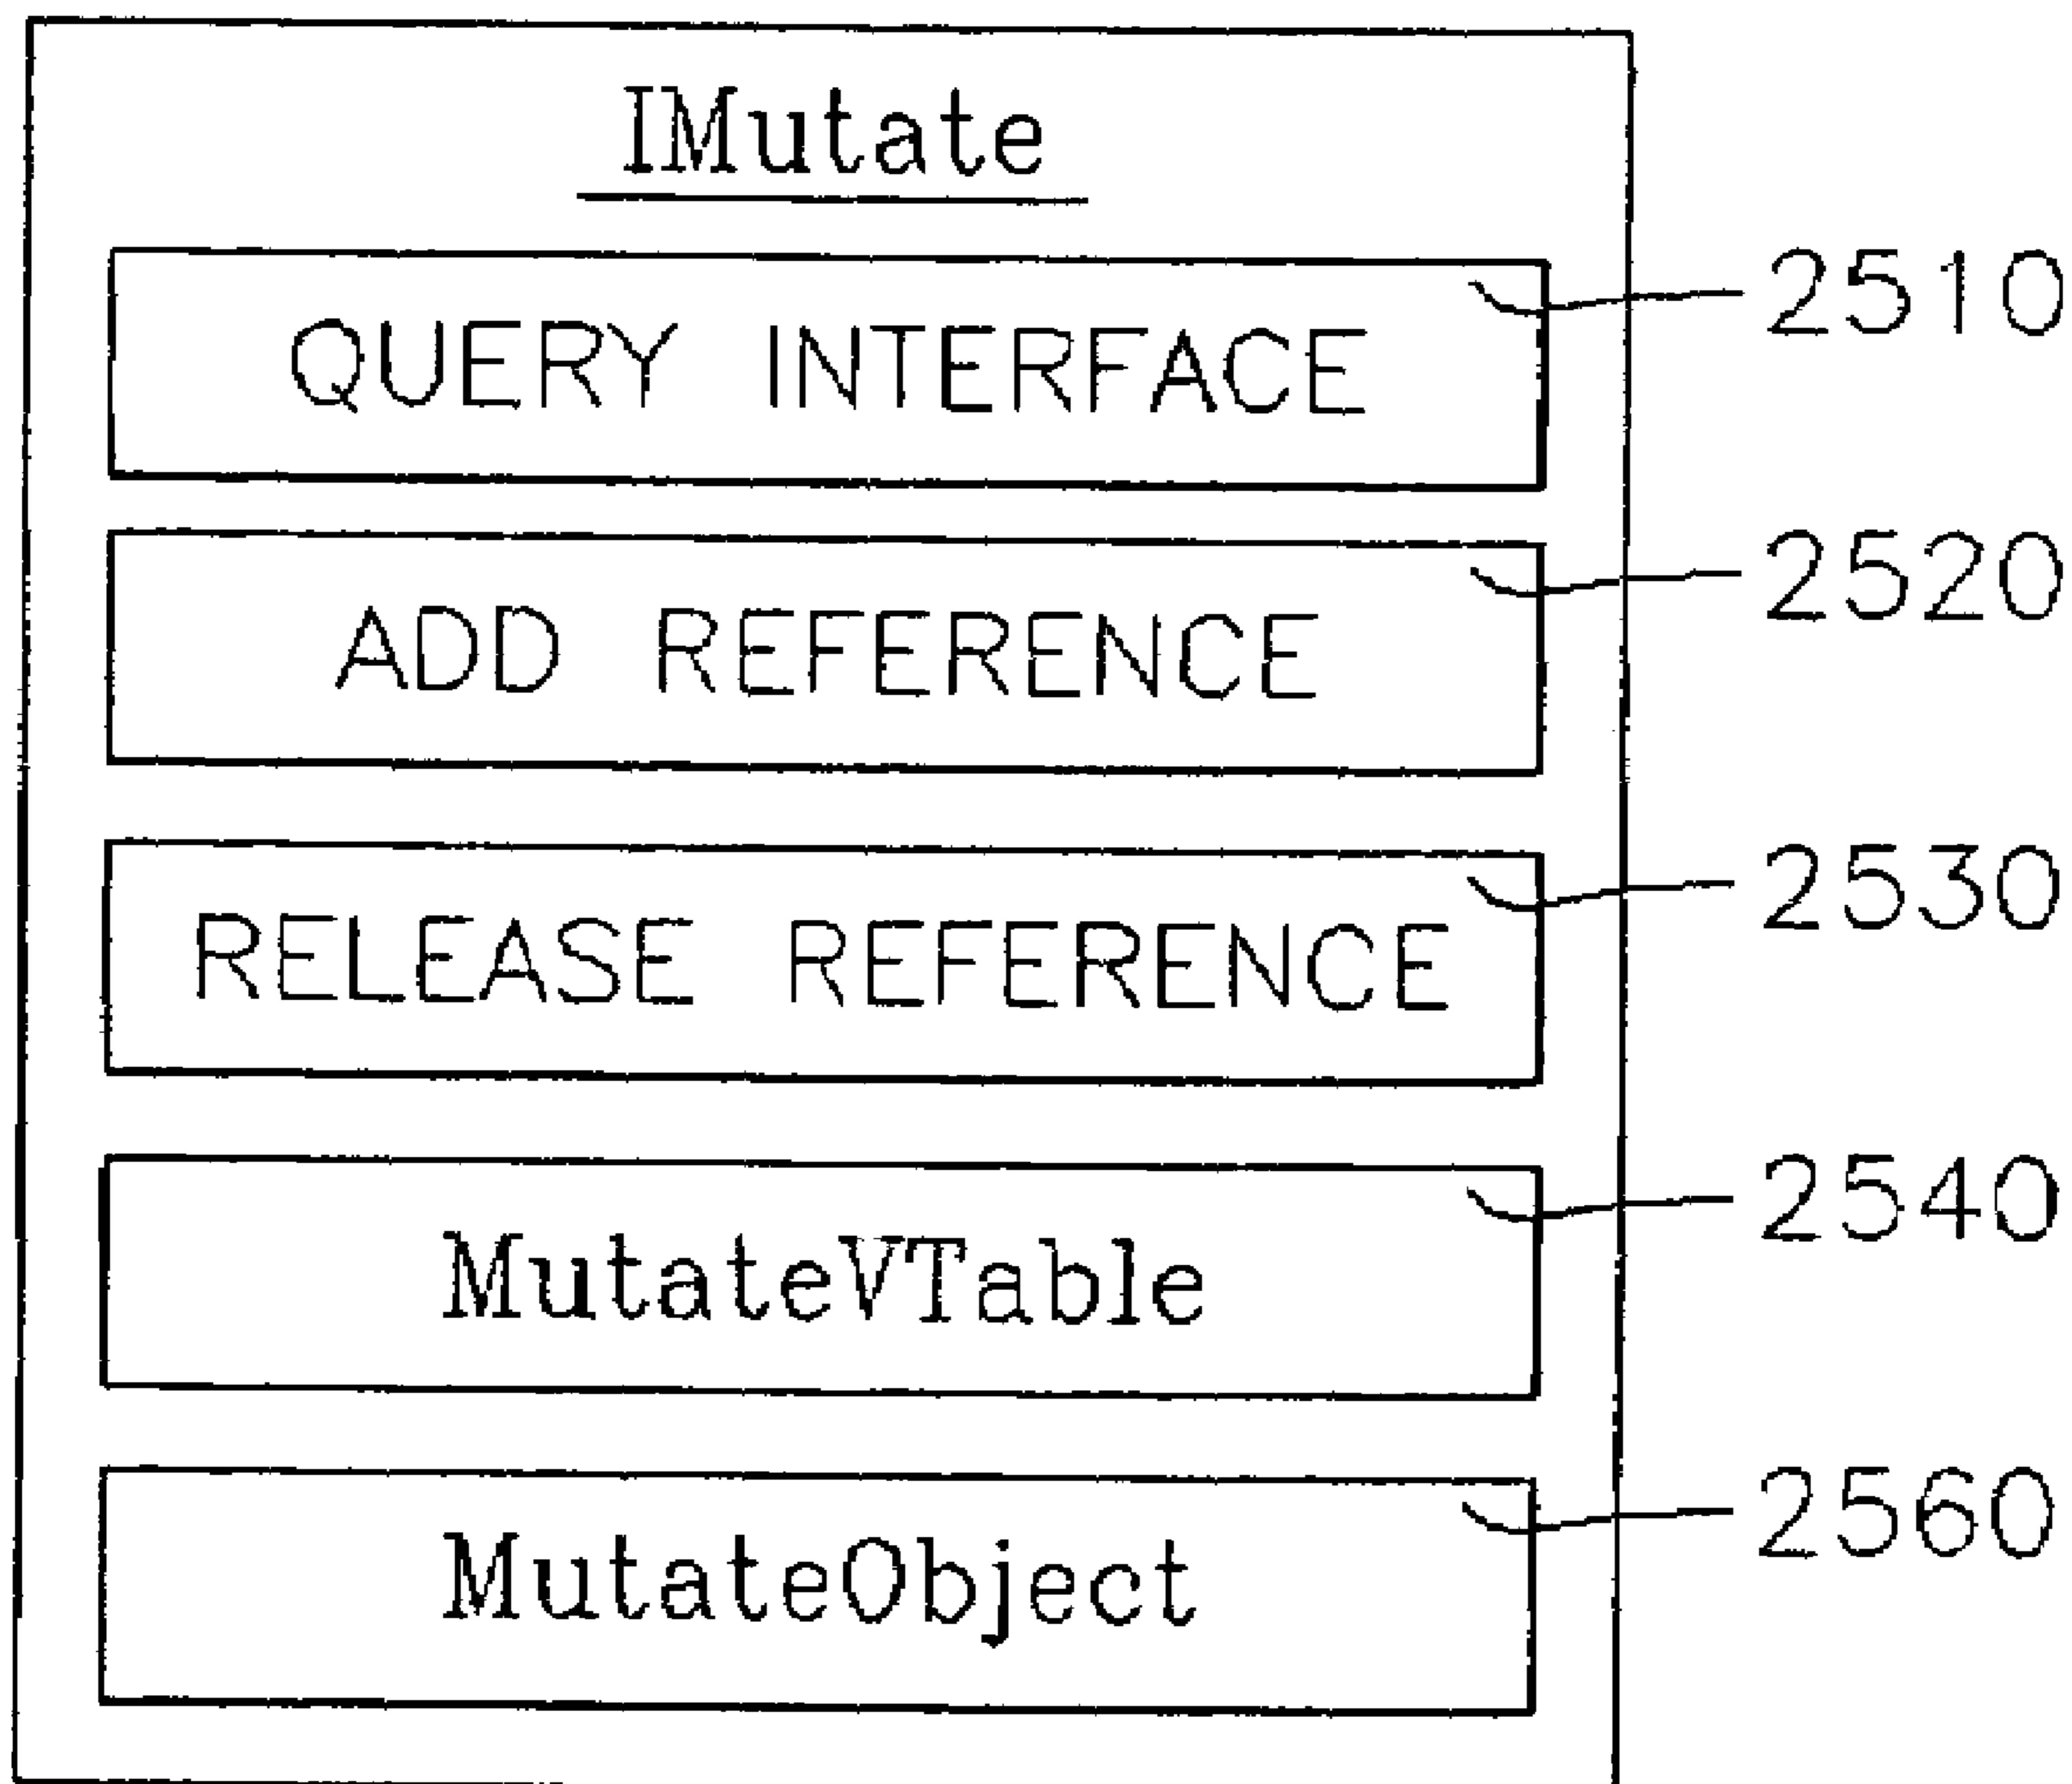 IMutate
QUERY INTERFACE 2510
ADD REFERENCE 2520
RELEASE REFERENCE 2530
MutateVTable 2540
MutateObject 2560